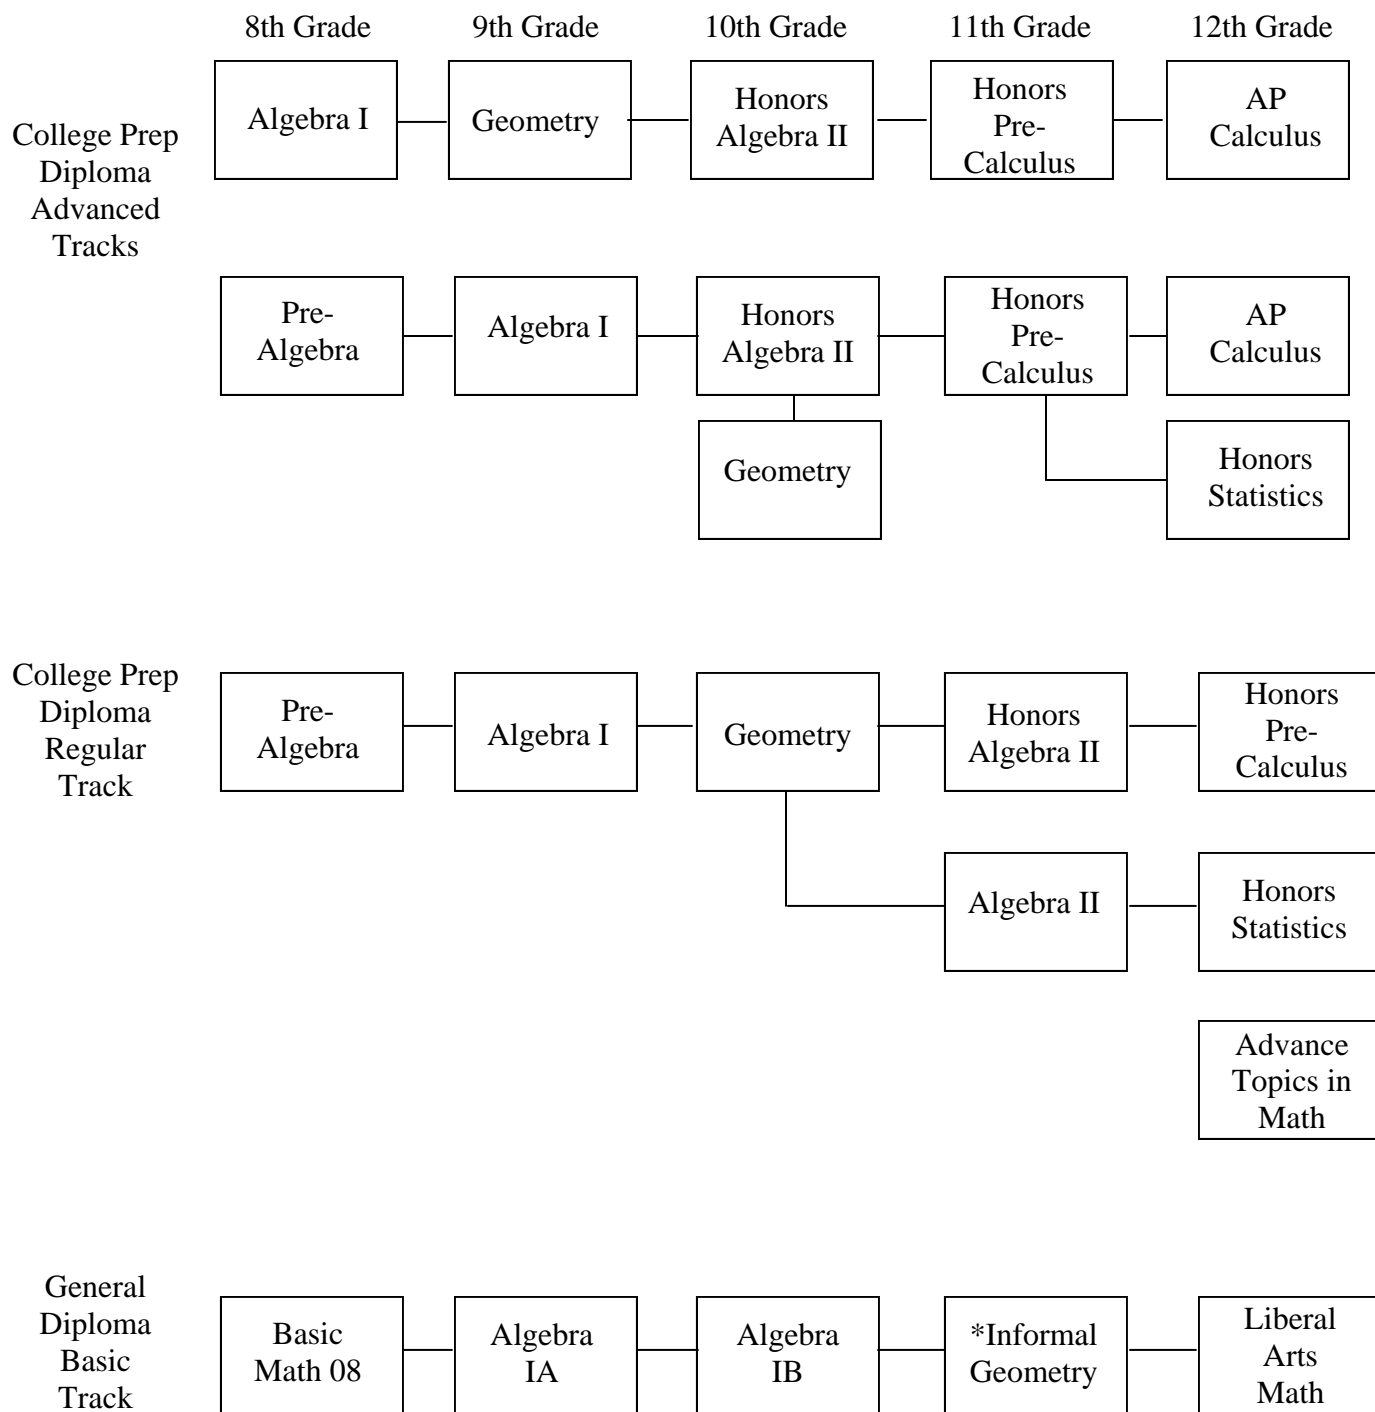 8th Grade 9th Grade 10th Grade 11th Grade 12th Grade
College Prep
Diploma
Advanced
Tracks
Algebra I
Geometry
Honors
Algebra II
Honors
Pre-
Calculus
AP
Calculus
Pre-
Algebra
Algebra I
Honors
Algebra II
Honors
Pre-
Calculus
AP
Calculus
Geometry
Honors
Statistics
College Prep
Diploma
Regular
Track
Pre-
Algebra
Algebra I
Geometry
Honors
Algebra II
Honors
Pre-
Calculus
Algebra II
Honors
Statistics
Advance
Topics in
Math
General
Diploma
Basic
Track
Basic
Math 08
Algebra
IA
Algebra
IB
*Informal
Geometry
Liberal
Arts
Math